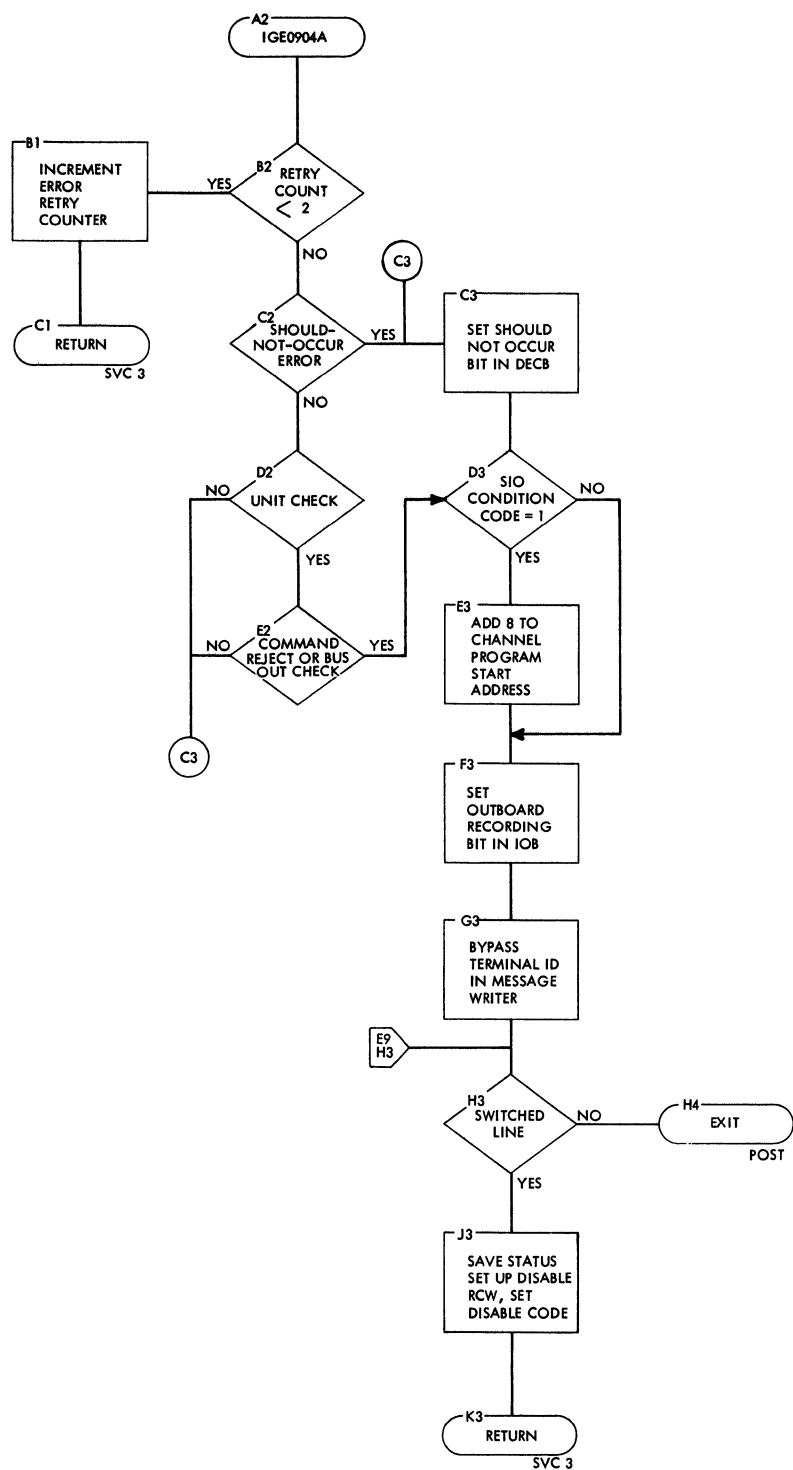 A2
IGE0904A
B1
INCREMENT
ERROR
RETRY
COUNTER
YES
B2
RETRY
COUNT
< 2
NO
C1
RETURN
SVC 3
C2
SHOULD-
NOT-OCCUR
ERROR
YES
C3
C3
SET SHOULD
NOT OCCUR
BIT IN DECB
NO
D2
NO
UNIT CHECK
YES
D3
SIO
CONDITION
CODE = 1
NO
YES
E2
NO
COMMAND
REJECT OR BUS
OUT CHECK
YES
E3
ADD 8 TO
CHANNEL
PROGRAM
START
ADDRESS
C3
F3
SET
OUTBOARD
RECORDING
BIT IN IOB
G3
BYPASS
TERMINAL ID
IN MESSAGE
WRITER
E9
H3
H3
SWITCHED
LINE
NO
H4
EXIT
POST
YES
J3
SAVE STATUS
SET UP DISABLE
RCW, SET
DISABLE CODE
K3
RETURN
SVC 3